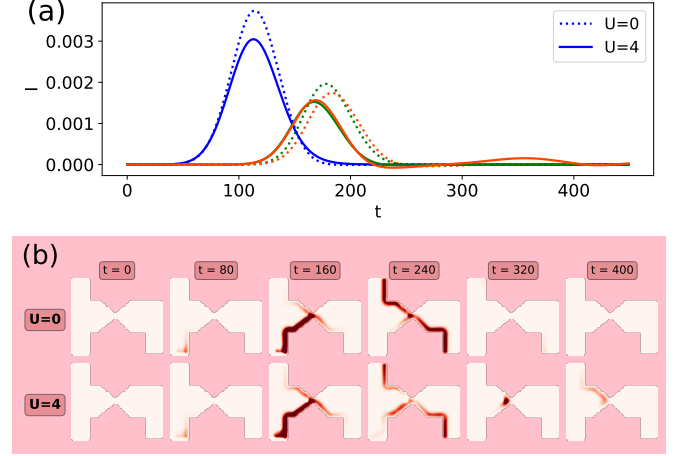 (a)
U=0
U=4
0.003
0.002
0.001
0.000
I
0 100 200 300 400
t
(b)
t = 0 t = 80 t = 160 t = 240 t = 320 t = 400
U=0
U=4